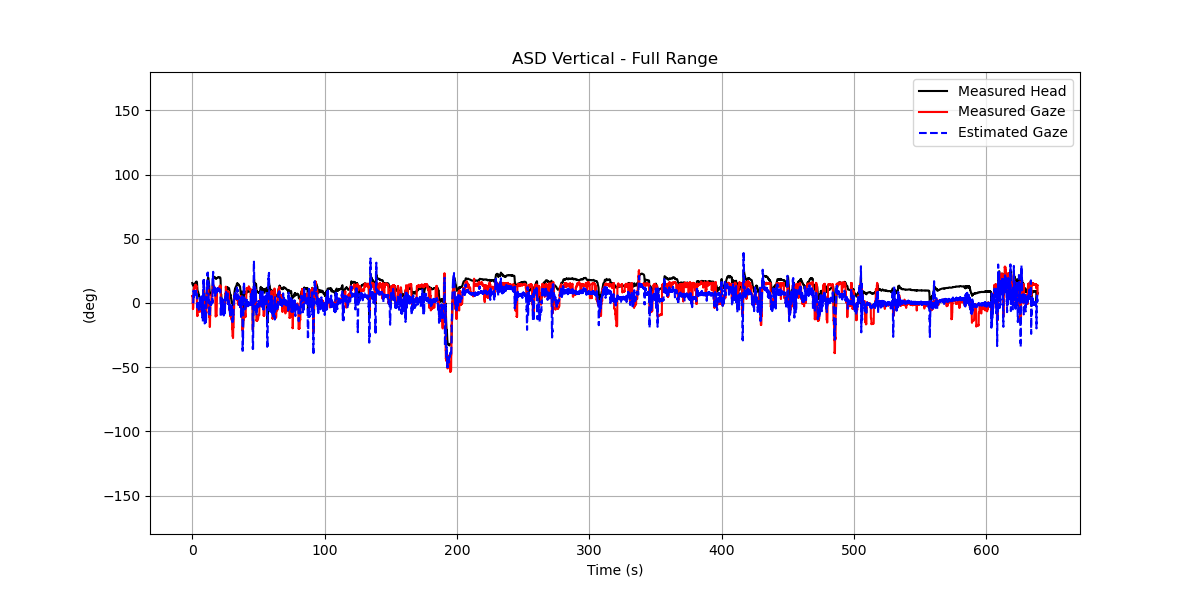 ASD Vertical - Full Range
Measured Head
Measured Gaze
Estimated Gaze
(deg)
150
100
50
0
−50
−100
−150
0 100 200 300 400 500 600
Time (s)